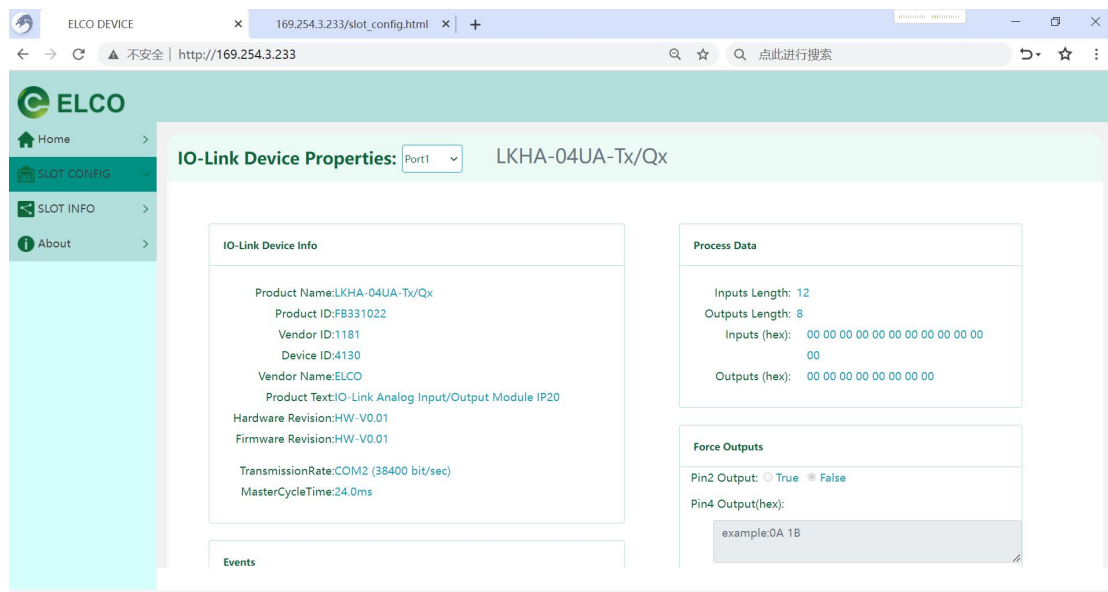 ELCO DEVICE
169.254.3.233/slot_config.html
不安全 | http://169.254.3.233
点此进行搜索
ELCO
Home
SLOT CONFIG
SLOT INFO
About
IO-Link Device Properties: Port1 LKHA-04UA-Tx/Qx
IO-Link Device Info
Product Name:LKHA-04UA-Tx/Qx
Product ID:FB331022
Vendor ID:1181
Device ID:4130
Vendor Name:ELCO
Product Text:IO-Link Analog Input/Output Module IP20
Hardware Revision:HW-V0.01
Firmware Revision:HW-V0.01
TransmissionRate:COM2 (38400 bit/sec)
MasterCycleTime:24.0ms
Events
Process Data
Inputs Length: 12
Outputs Length: 8
Inputs (hex): 00 00 00 00 00 00 00 00 00 00 00
00
Outputs (hex): 00 00 00 00 00 00 00 00
Force Outputs
Pin2 Output: True False
Pin4 Output(hex):
example:0A 1B